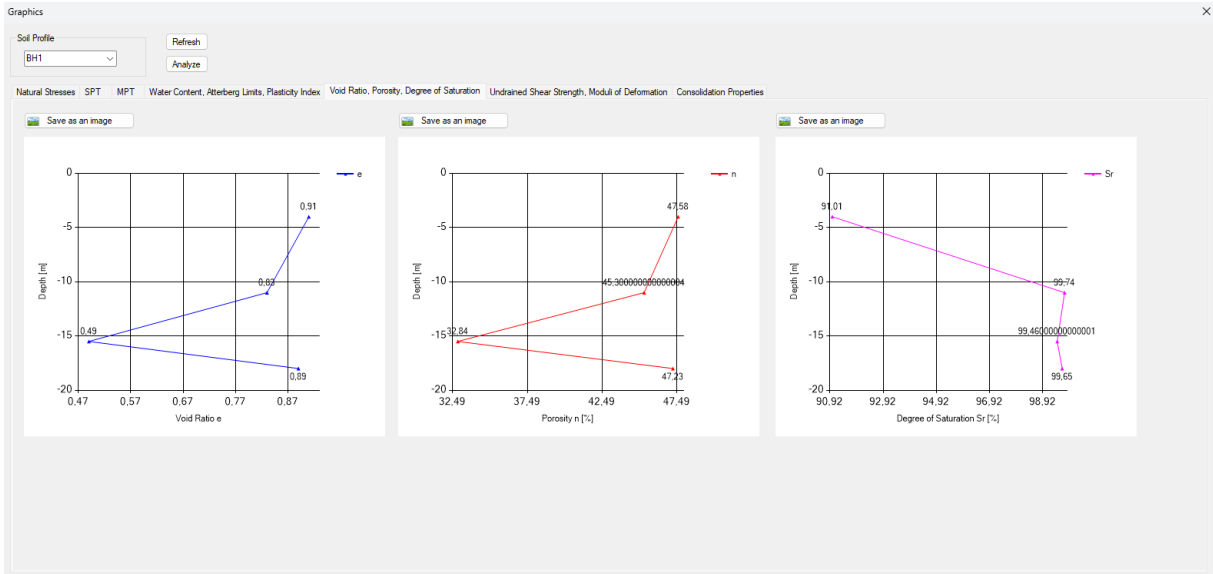 Graphics
Soil Profile
BH1
Refresh
Analyze
Natural Stresses SPT MPT Water Content, Atterberg Limits, Plasticity Index Void Ratio, Porosity, Degree of Saturation Undrained Shear Strength, Moduli of Deformation Consolidation Properties
Save as an image
0
-5
-10
-15
-20
Depth [m]
0,91
0,83
0,49
0,89
0,47 0,57 0,67 0,77 0,87
Void Ratio e
e
Save as an image
0
-5
-10
-15
-20
Depth [m]
47,58
45,300000000000004
32,84
47,23
32,49 37,49 42,49 47,49
Porosity n [%]
n
Save as an image
0
-5
-10
-15
-20
Depth [m]
91,01
99,74
99,46000000000001
99,65
90,92 92,92 94,92 96,92 98,92
Degree of Saturation Sr [%]
Sr